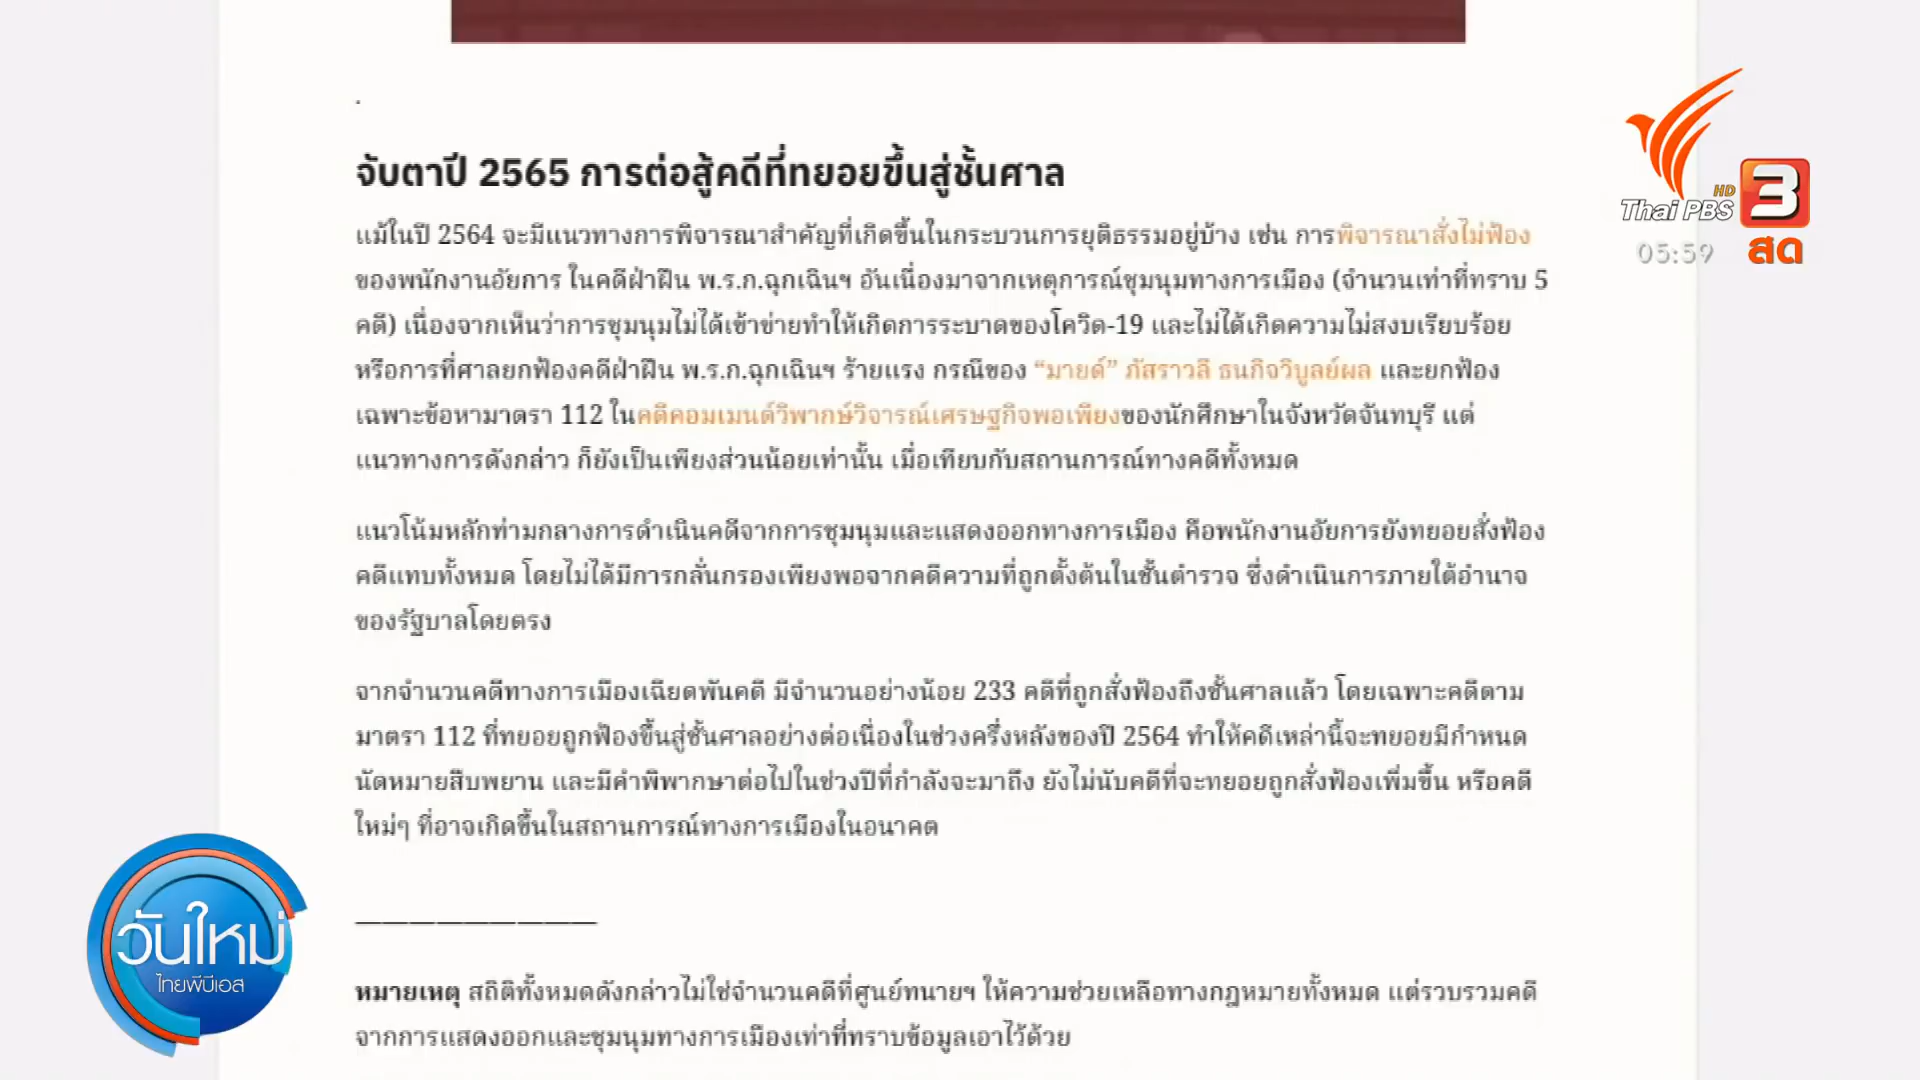 .
จับตาปี 2565 การต่อสู้คดีที่ทยอยขึ้นสู่ชั้นศาล
แม้ในปี 2564 จะมีแนวทางการพิจารณาสำคัญที่เกิดขึ้นในกระบวนการยุติธรรมอยู่บ้าง เช่น การพิจารณาสั่งไม่ฟ้อง
ของพนักงานอัยการ ในคดีฝ่าฝืน พ.ร.ก.ฉุกเฉินฯ อันเนื่องมาจากเหตุการณ์ชุมนุมทางการเมือง (จำนวนเท่าที่ทราบ 5
คดี) เนื่องจากเห็นว่าการชุมนุมไม่ได้เข้าข่ายทำให้เกิดการระบาดของโควิด-19 และไม่ได้เกิดความไม่สงบเรียบร้อย
หรือการที่ศาลยกฟ้องคดีฝ่าฝืน พ.ร.ก.ฉุกเฉินฯ ร้ายแรง กรณีของ “มายด์” ภัสราวลี ธนกิจวิบูลย์ผล และยกฟ้อง
เฉพาะข้อหามาตรา 112 ในคดีคอมเมนต์วิพากษ์วิจารณ์เศรษฐกิจพอเพียงของนักศึกษาในจังหวัดจันทบุรี แต่
แนวทางการดังกล่าว ก็ยังเป็นเพียงส่วนน้อยเท่านั้น เมื่อเทียบกับสถานการณ์ทางคดีทั้งหมด
แนวโน้มหลักท่ามกลางการดำเนินคดีจากการชุมนุมและแสดงออกทางการเมือง คือพนักงานอัยการยังทยอยสั่งฟ้อง
คดีแทบทั้งหมด โดยไม่ได้มีการกลั่นกรองเพียงพอจากคดีความที่ถูกตั้งต้นในชั้นตำรวจ ซึ่งดำเนินการภายใต้อำนาจ
ของรัฐบาลโดยตรง
จากจำนวนคดีทางการเมืองเฉียดพันคดี มีจำนวนอย่างน้อย 233 คดีที่ถูกสั่งฟ้องถึงชั้นศาลแล้ว โดยเฉพาะคดีตาม
มาตรา 112 ที่ทยอยถูกฟ้องขึ้นสู่ชั้นศาลอย่างต่อเนื่องในช่วงครึ่งหลังของปี 2564 ทำให้คดีเหล่านี้จะทยอยมีกำหนด
นัดหมายสืบพยาน และมีคำพิพากษาต่อไปในช่วงปีที่กำลังจะมาถึง ยังไม่นับคดีที่จะทยอยถูกสั่งฟ้องเพิ่มขึ้น หรือคดี
ใหม่ๆ ที่อาจเกิดขึ้นในสถานการณ์ทางการเมืองในอนาคต
—————————
หมายเหตุ สถิติทั้งหมดดังกล่าวไม่ใช่จำนวนคดีที่ศูนย์ทนายฯ ให้ความช่วยเหลือทางกฎหมายทั้งหมด แต่รวบรวมคดี
จากการแสดงออกและชุมนุมทางการเมืองเท่าที่ทราบข้อมูลเอาไว้ด้วย
Thai PBS HD 3
05:59 สด
วันใหม่
ไทยพีบีเอส